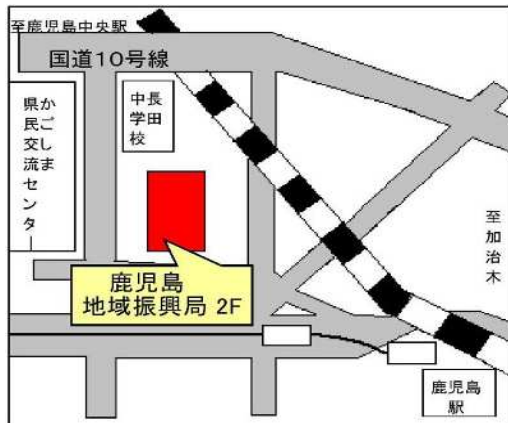 至鹿児島中央駅
国道10号線
かごしま
県民交流センター
長田
中学校
鹿児島
地域振興局 2F
至加治木
鹿児島
駅